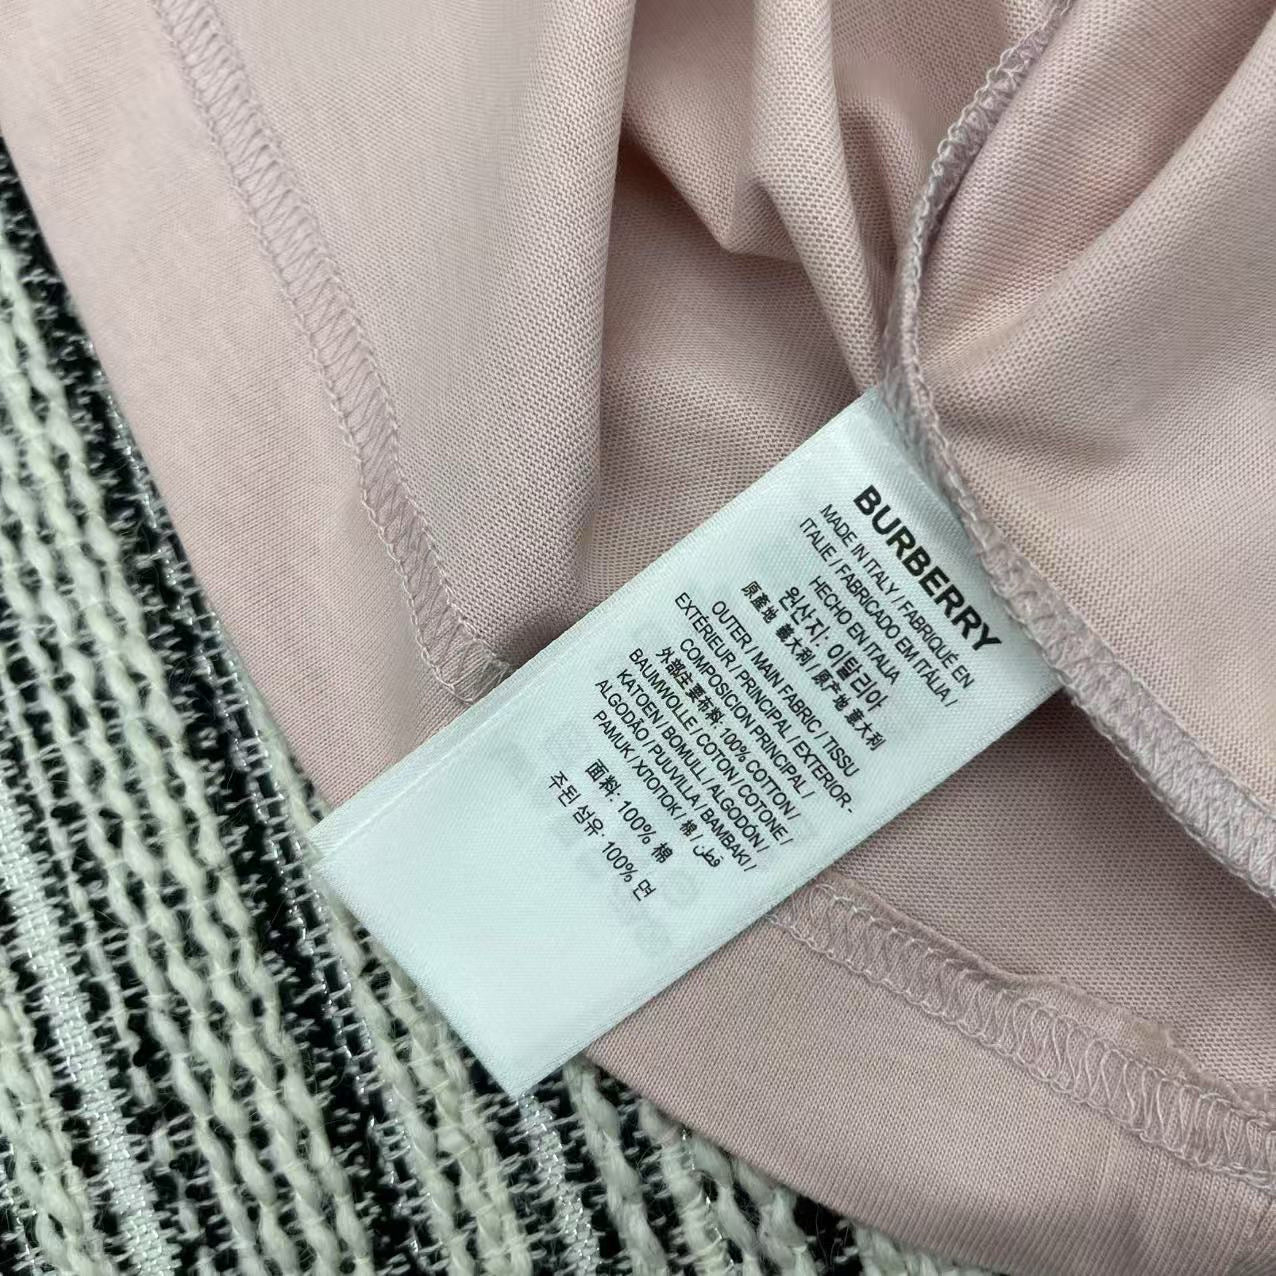 BURBERRY
MADE IN ITALY / FABRIQUÉ EN
ITALIE / FABRICADO EM ITÁLIA /
HECHO EN ITALIA
원산지: 이탈리아
原產地 義大利 / 原产地 意大利
OUTER / MAIN FABRIC / TISSU
EXTÉRIEUR / PRINCIPAL / EXTERIOR -
COMPOSICION PRINCIPAL /
外部主要布料: 100% COTTON /
BAUMWOLLE / COTON / COTONE /
KATOEN / BOMULL / ALGODÓN /
ALGODÃO / PUUVILLA / BAMBAKI /
PAMUK / ХЛОПОК / 棉 / قطن
面料: 100% 棉
주된 섬유: 100% 면